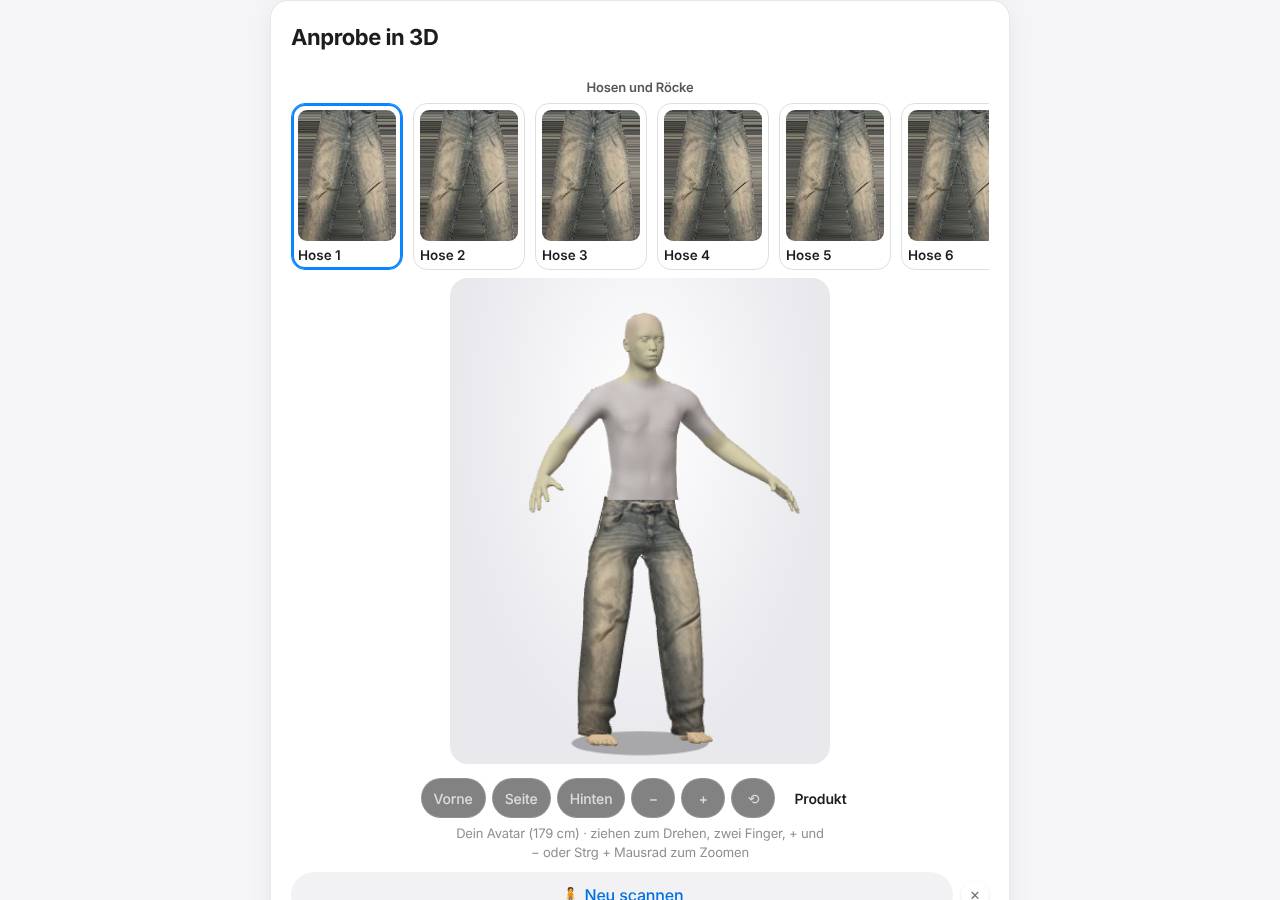 Anprobe in 3D
Hosen und Röcke
Hose 1
Hose 2
Hose 3
Hose 4
Hose 5
Hose 6
Vorne
Seite
Hinten
−
+
⟲
Produkt
Dein Avatar (179 cm) · ziehen zum Drehen, zwei Finger, + und
− oder Strg + Mausrad zum Zoomen
🧍 Neu scannen
×